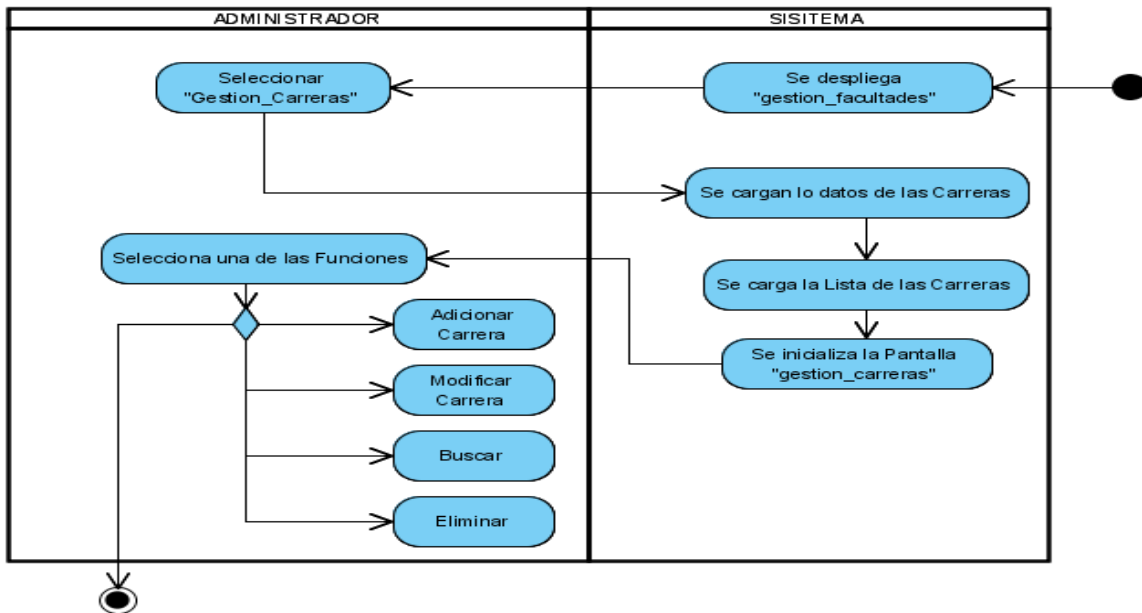 ADMINISTRADOR
SISITEMA
Seleccionar
"Gestion_Carreras"
Se despliega
"gestion_facultades"
Se cargan lo datos de las Carreras
Selecciona una de las Funciones
Se carga la Lista de las Carreras
Adicionar
Carrera
Se inicializa la Pantalla
"gestion_carreras"
Modificar
Carrera
Buscar
Eliminar